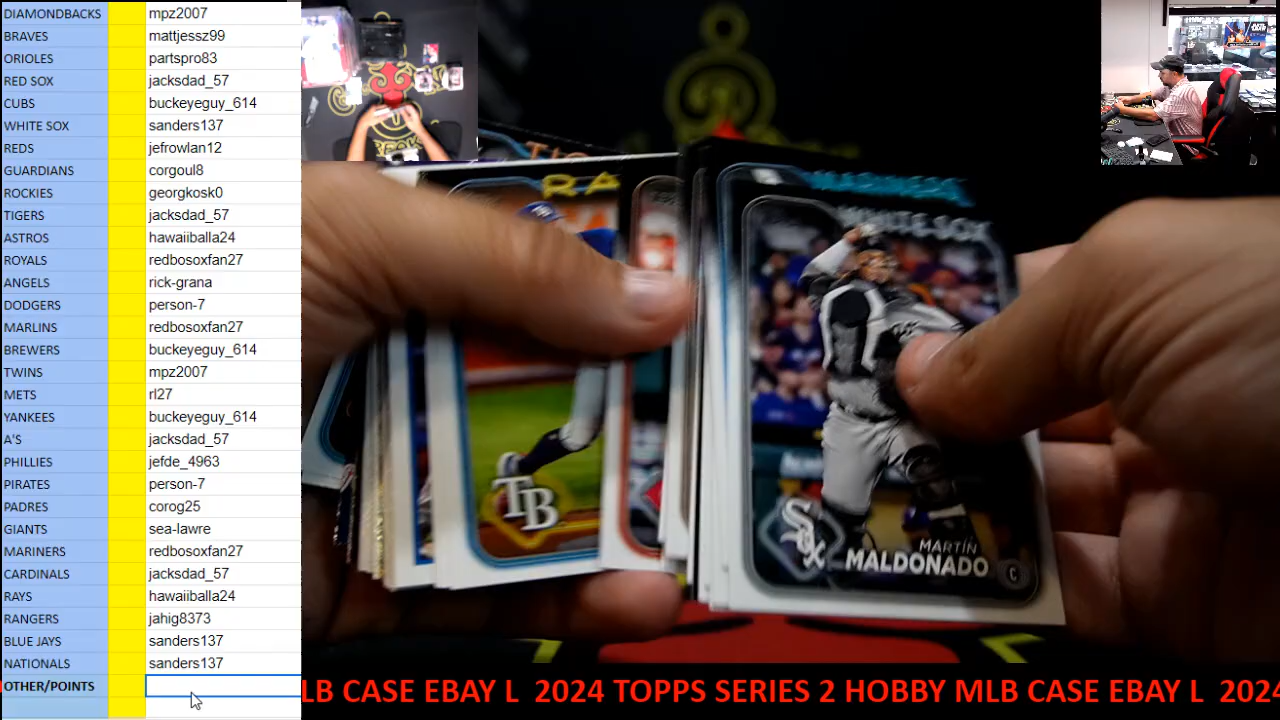 DIAMONDBACKS mpz2007
BRAVES mattjessz99
ORIOLES partspro83
RED SOX jacksdad_57
CUBS buckeyeguy_614
WHITE SOX sanders137
REDS jefrowlan12
GUARDIANS corgoul8
ROCKIES georgkosk0
TIGERS jacksdad_57
ASTROS hawaiiballa24
ROYALS redbosoxfan27
ANGELS rick-grana
DODGERS person-7
MARLINS redbosoxfan27
BREWERS buckeyeguy_614
TWINS mpz2007
METS rl27
YANKEES buckeyeguy_614
A'S jacksdad_57
PHILLIES jefde_4963
PIRATES person-7
PADRES corog25
GIANTS sea-lawre
MARINERS redbosoxfan27
CARDINALS jacksdad_57
RAYS hawaiiballa24
RANGERS jahig8373
BLUE JAYS sanders137
NATIONALS sanders137
OTHER/POINTS
RA
TB
WHITE SOX
SOX
MARTÍN
MALDONADO
C
LB CASE EBAY L 2024 TOPPS SERIES 2 HOBBY MLB CASE EBAY L 2024